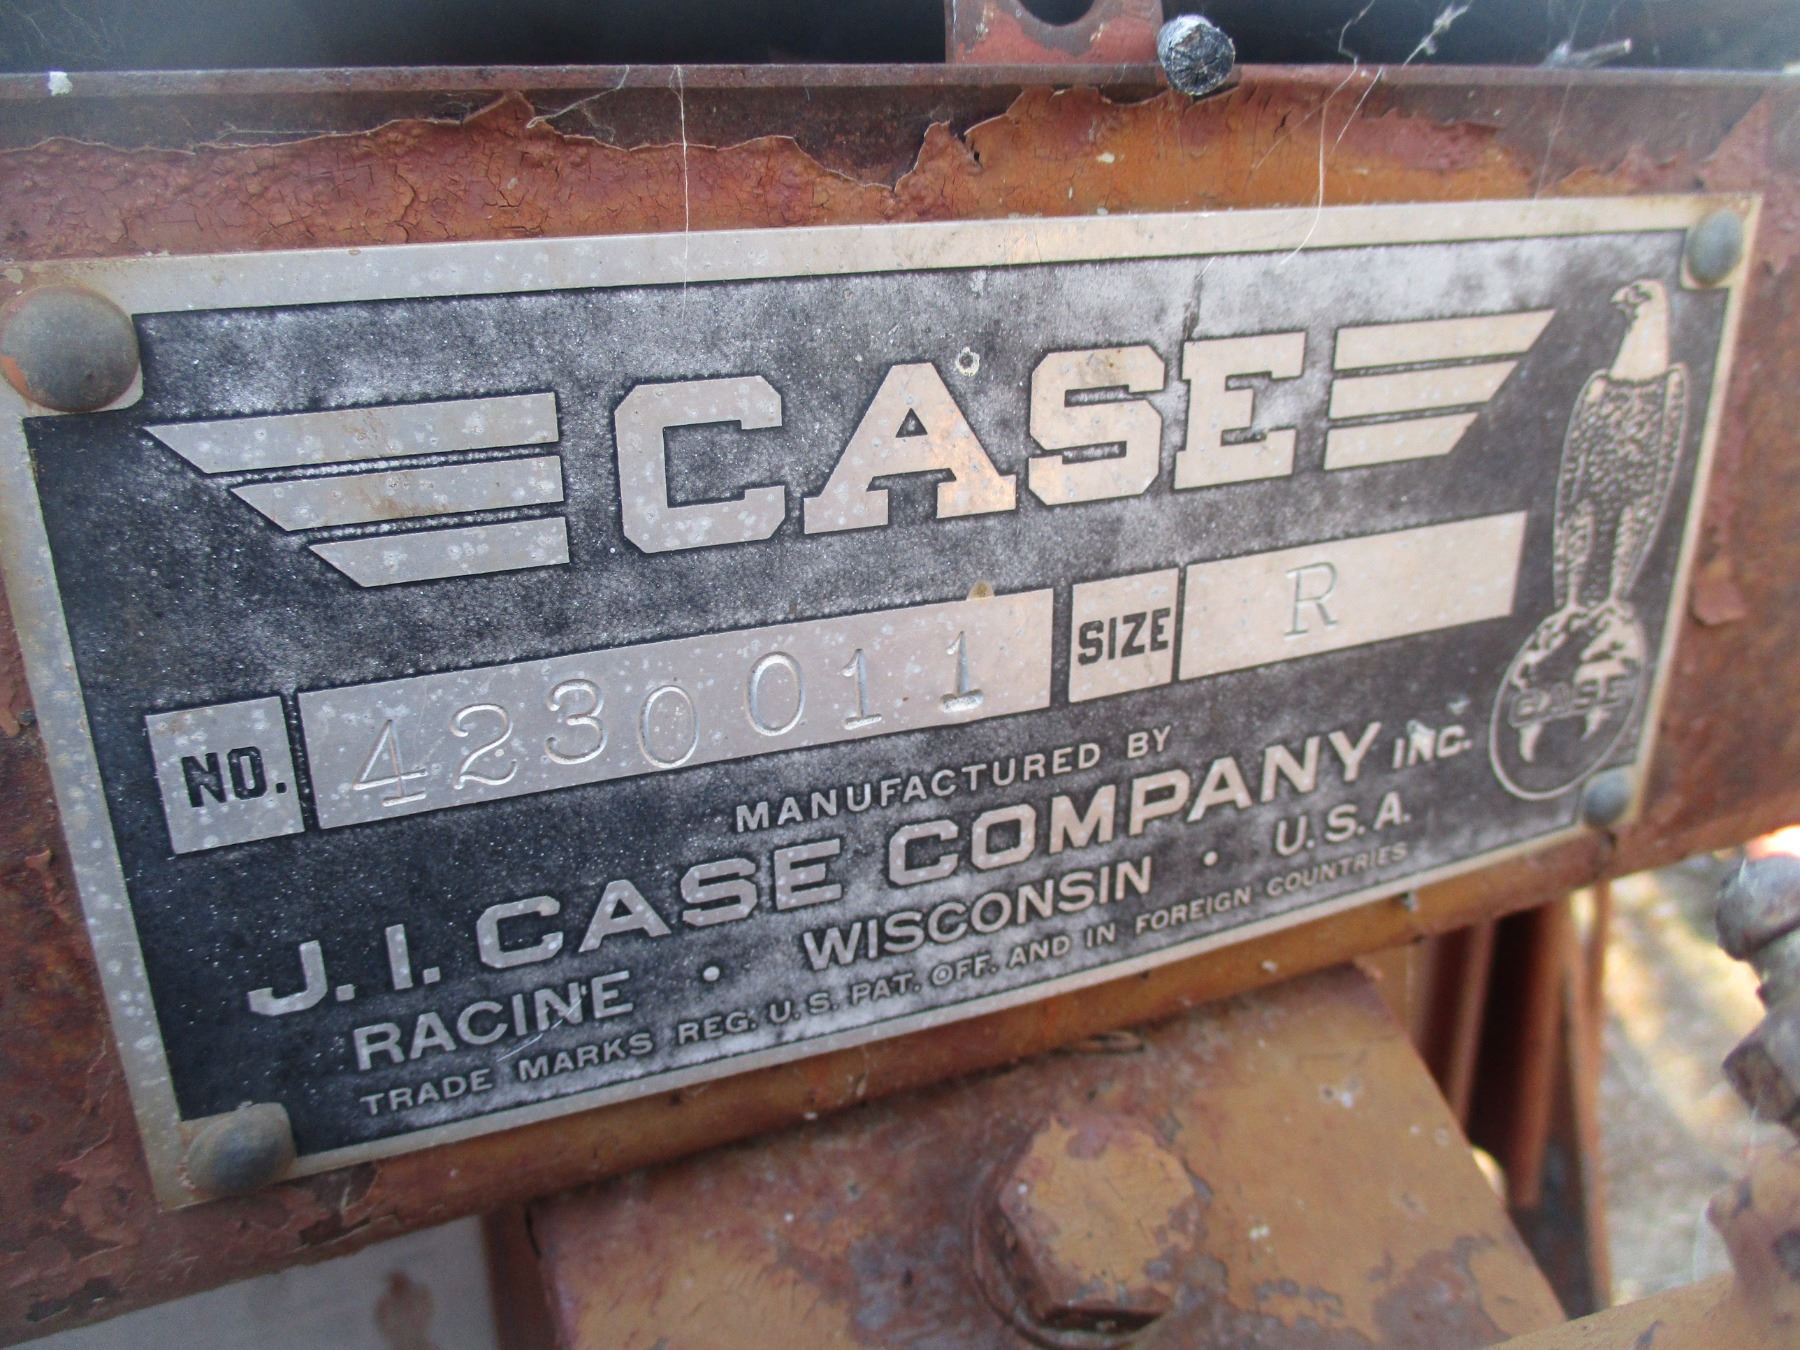 CASE
NO. 4230011 SIZE R
CASE
MANUFACTURED BY
J. I. CASE COMPANY INC.
RACINE • WISCONSIN • U.S.A.
TRADE MARKS REG. U.S. PAT. OFF. AND IN FOREIGN COUNTRIES